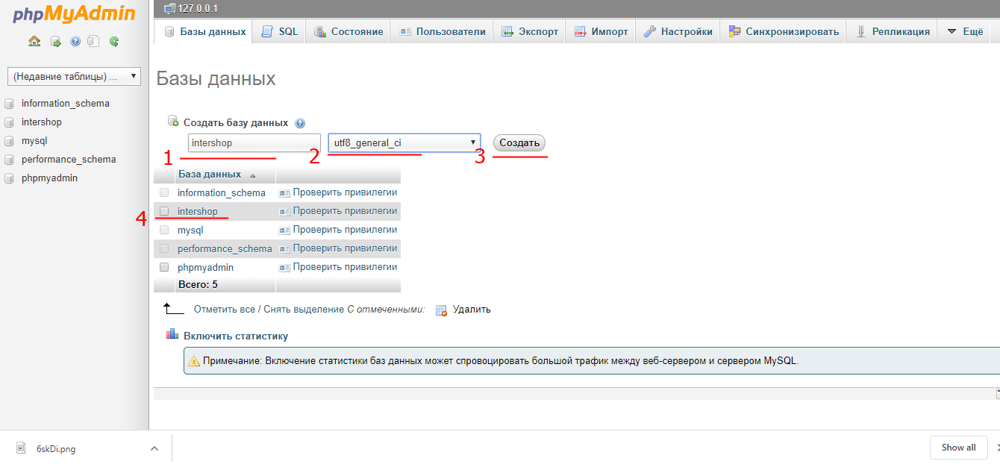 phpMyAdmin
(Недавние таблицы) ...
information_schema
intershop
mysql
performance_schema
phpmyadmin
127.0.0.1
Базы данных SQL Состояние Пользователи Экспорт Импорт Настройки Синхронизировать Репликация Ещё
Базы данных
Создать базу данных
intershop utf8_general_ci Создать
1 2 3
База данных
information_schema Проверить привилегии
4 intershop Проверить привилегии
mysql Проверить привилегии
performance_schema Проверить привилегии
phpmyadmin Проверить привилегии
Всего: 5
Отметить все / Снять выделение С отмеченными: Удалить
Включить статистику
Примечание: Включение статистики баз данных может спровоцировать большой трафик между веб-сервером и сервером MySQL.
6skDi.png Show all